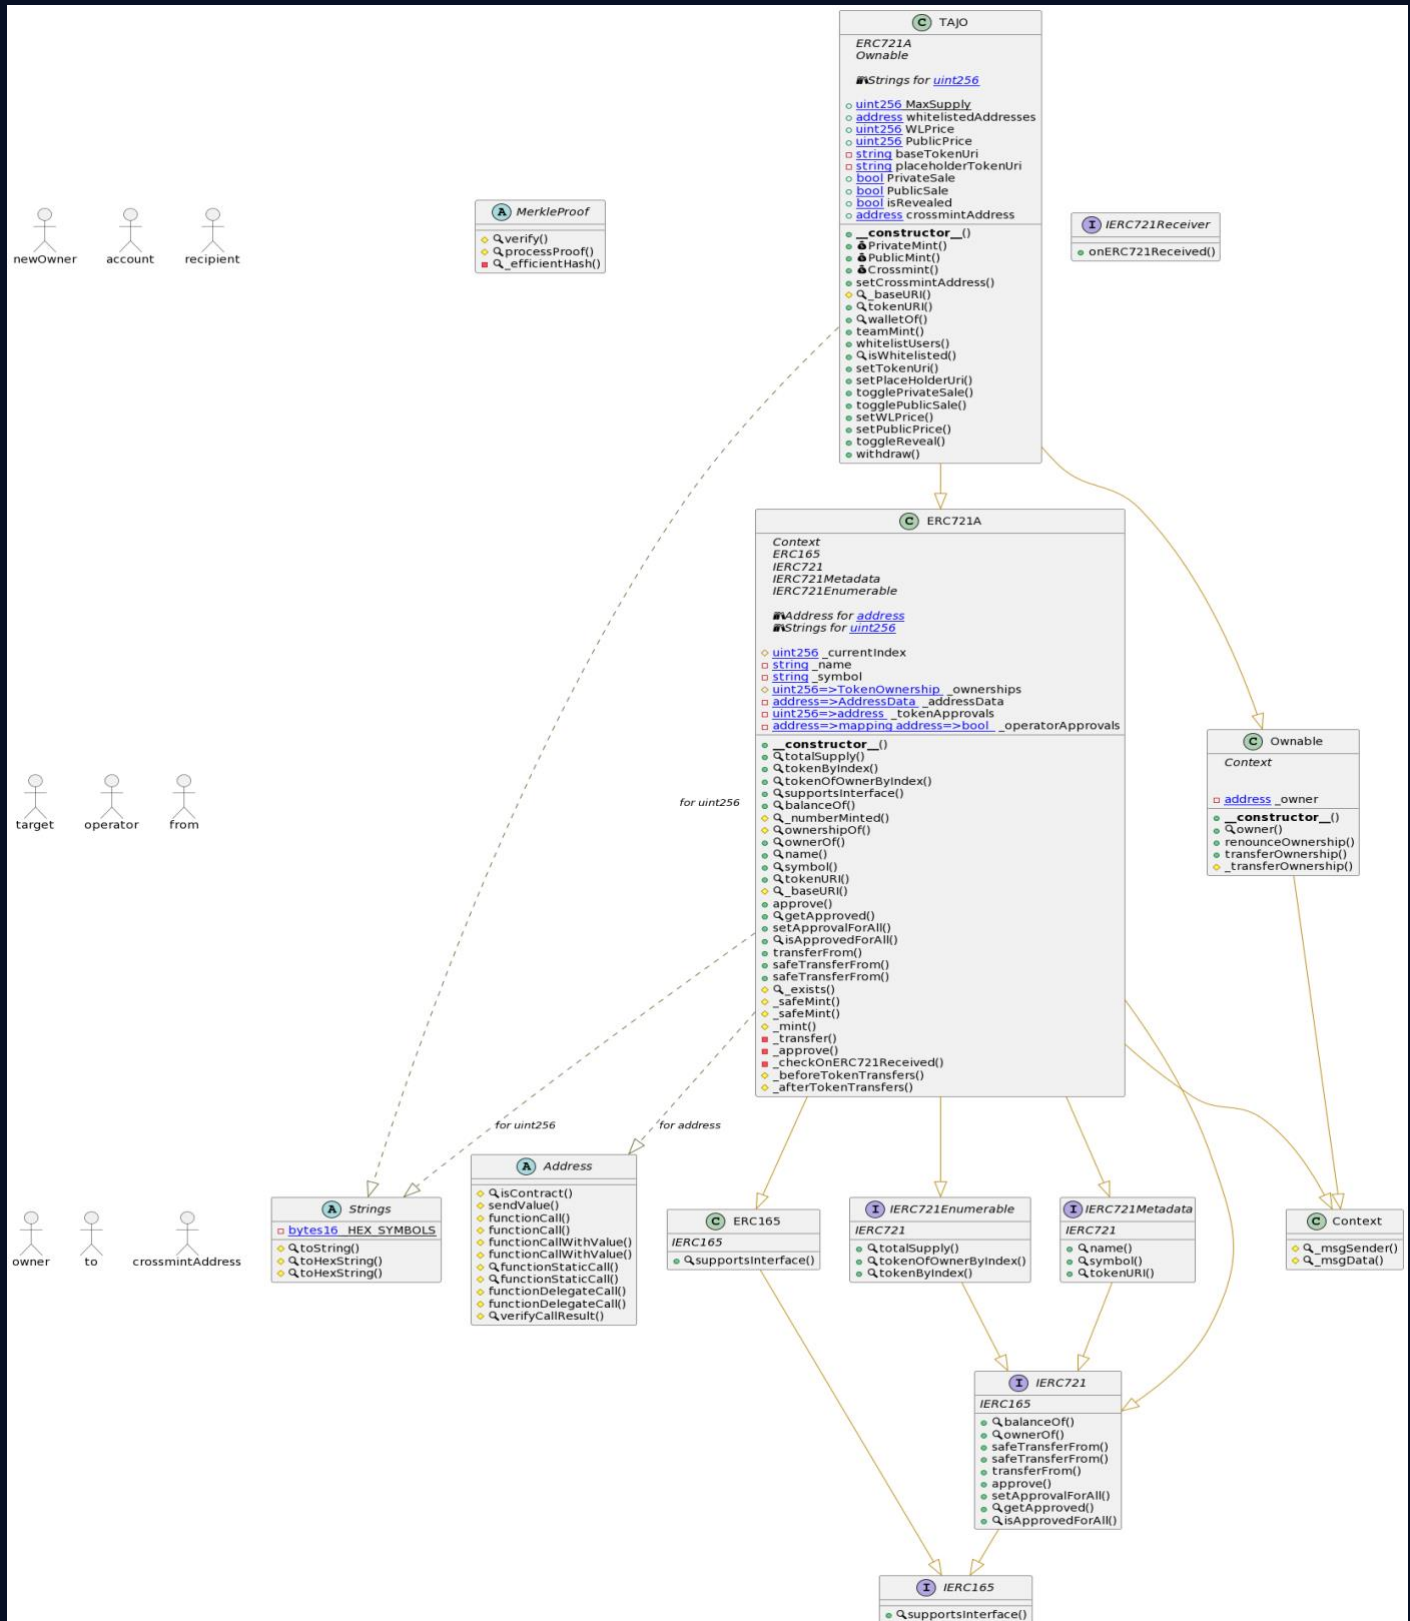 C TAJO
ERC721A
Ownable
Strings for uint256
uint256 MaxSupply
address whitelistedAddresses
uint256 WLPrice
uint256 PublicPrice
string baseTokenUri
string placeholderTokenUri
bool PrivateSale
bool PublicSale
bool isRevealed
address crossmintAddress
__constructor__()
PrivateMint()
PublicMint()
Crossmint()
setCrossmintAddress()
_baseURI()
tokenURI()
walletOf()
teamMint()
whitelistUsers()
isWhitelisted()
setTokenUri()
setPlaceHolderUri()
togglePrivateSale()
togglePublicSale()
setWLPrice()
setPublicPrice()
toggleReveal()
withdraw()
newOwner
account
recipient
A MerkleProof
verify()
processProof()
_efficientHash()
I IERC721Receiver
onERC721Received()
C ERC721A
Context
ERC165
IERC721
IERC721Metadata
IERC721Enumerable
Address for address
Strings for uint256
uint256 _currentIndex
string _name
string _symbol
uint256=>TokenOwnership _ownerships
address=>AddressData _addressData
uint256=>address _tokenApprovals
address=>mapping address=>bool _operatorApprovals
__constructor__()
totalSupply()
tokenByIndex()
tokenOfOwnerByIndex()
supportsInterface()
balanceOf()
_numberMinted()
ownershipOf()
ownerOf()
name()
symbol()
tokenURI()
_baseURI()
approve()
getApproved()
setApprovalForAll()
isApprovedForAll()
transferFrom()
safeTransferFrom()
safeTransferFrom()
_exists()
_safeMint()
_safeMint()
_mint()
_transfer()
_approve()
_checkOnERC721Received()
_beforeTokenTransfers()
_afterTokenTransfers()
C Ownable
Context
address _owner
__constructor__()
owner()
renounceOwnership()
transferOwnership()
_transferOwnership()
target
operator
from
for uint256
for uint256
for address
owner
to
crossmintAddress
A Strings
bytes16 _HEX_SYMBOLS
toString()
toHexString()
toHexString()
A Address
isContract()
sendValue()
functionCall()
functionCall()
functionCallWithValue()
functionCallWithValue()
functionStaticCall()
functionStaticCall()
functionDelegateCall()
functionDelegateCall()
verifyCallResult()
C ERC165
IERC165
supportsInterface()
I IERC721Enumerable
IERC721
totalSupply()
tokenOfOwnerByIndex()
tokenByIndex()
I IERC721Metadata
IERC721
name()
symbol()
tokenURI()
C Context
_msgSender()
_msgData()
I IERC721
IERC165
balanceOf()
ownerOf()
safeTransferFrom()
safeTransferFrom()
transferFrom()
approve()
setApprovalForAll()
getApproved()
isApprovedForAll()
I IERC165
supportsInterface()